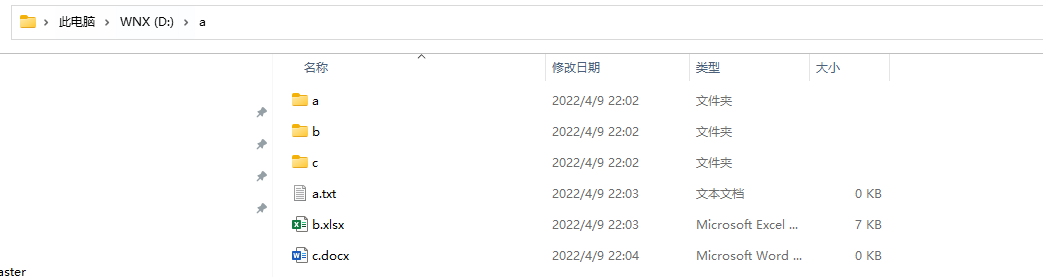 此电脑 > WNX (D:) > a
名称 修改日期 类型 大小
a 2022/4/9 22:02 文件夹
b 2022/4/9 22:02 文件夹
c 2022/4/9 22:02 文件夹
a.txt 2022/4/9 22:03 文本文档 0 KB
b.xlsx 2022/4/9 22:03 Microsoft Excel ... 7 KB
c.docx 2022/4/9 22:04 Microsoft Word ... 0 KB
aster